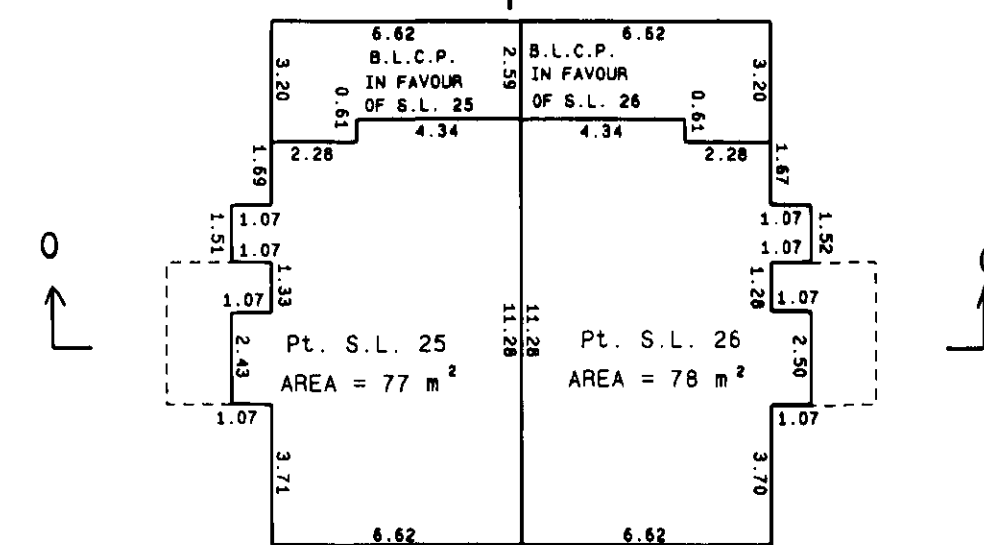 6.62 6.62
3.20 B.L.C.P. 2.59 B.L.C.P. 3.20
IN FAVOUR IN FAVOUR
0.61 OF S.L. 25 OF S.L. 26 0.61
4.34 4.34
2.28 2.28
1.69 1.67
1.51 1.07 1.07 1.52
1.07 1.07
0
1.33 1.28
1.07 1.07
11.28 11.28
2.43 Pt. S.L. 25 Pt. S.L. 26 2.50
AREA = 77 m² AREA = 78 m²
1.07 1.07
3.71 3.70
6.62 6.62